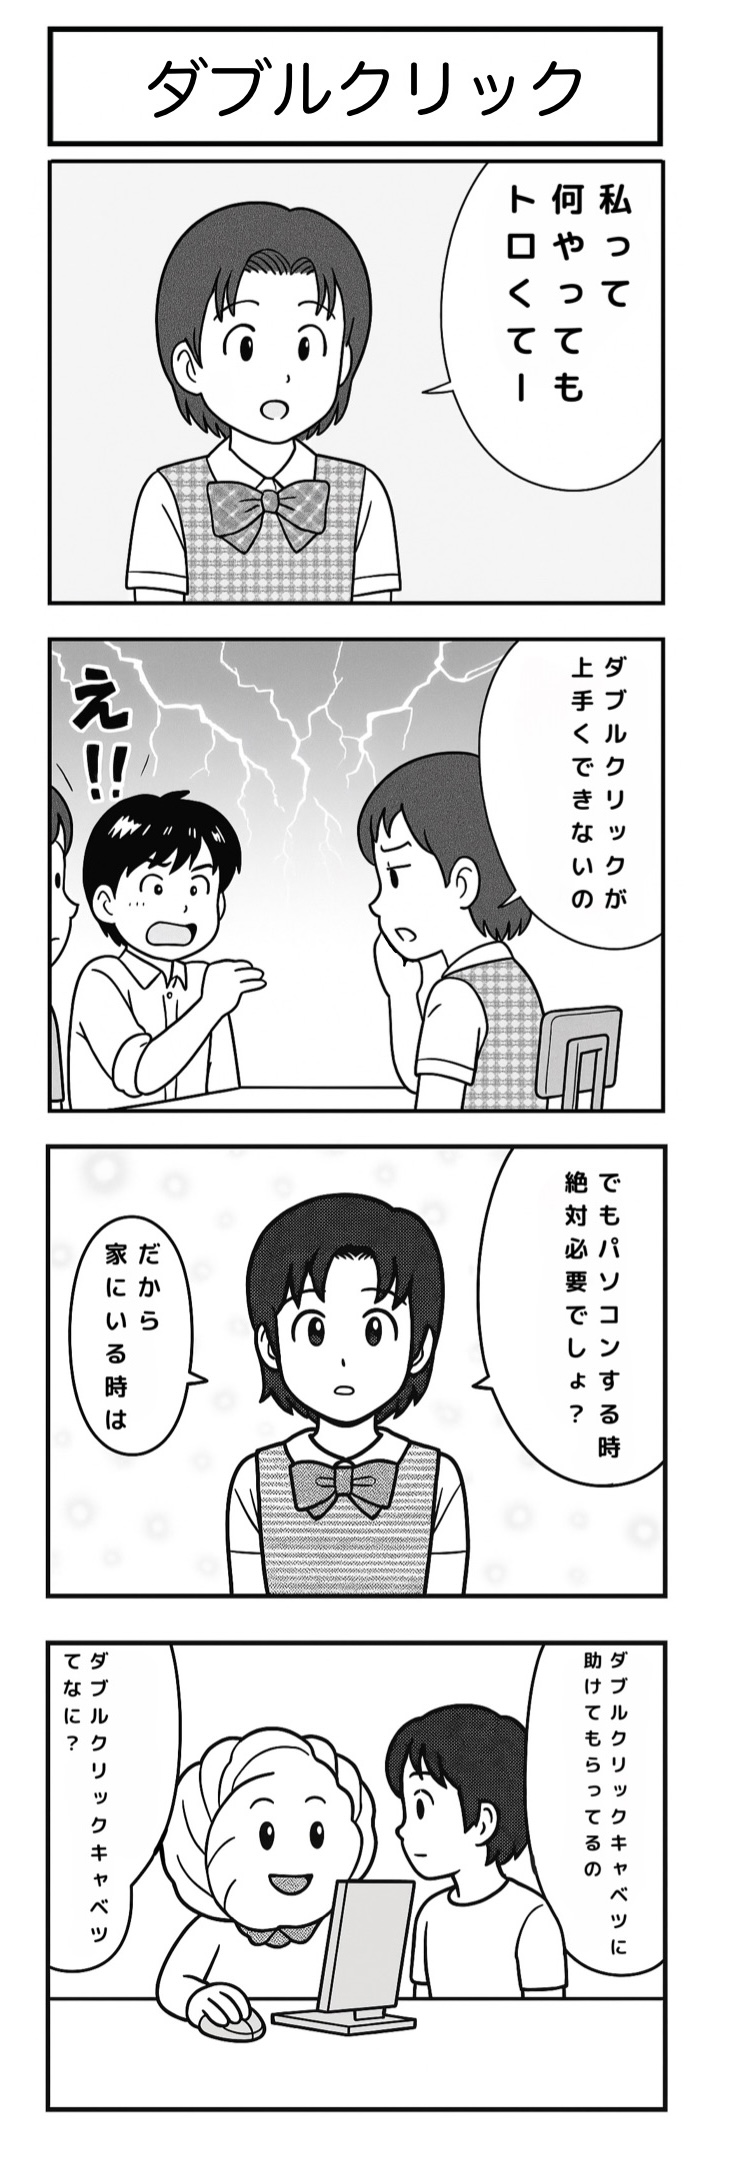 ダブルクリック
私って
何やっても
トロくてー
ダブルクリックが
上手くできないの
え!!
でもパソコンする時
絶対必要でしょ?
だから
家にいる時は
ダブルクリックキャベツに
助けてもらってるの
ダブルクリックキャベツ
てなに?